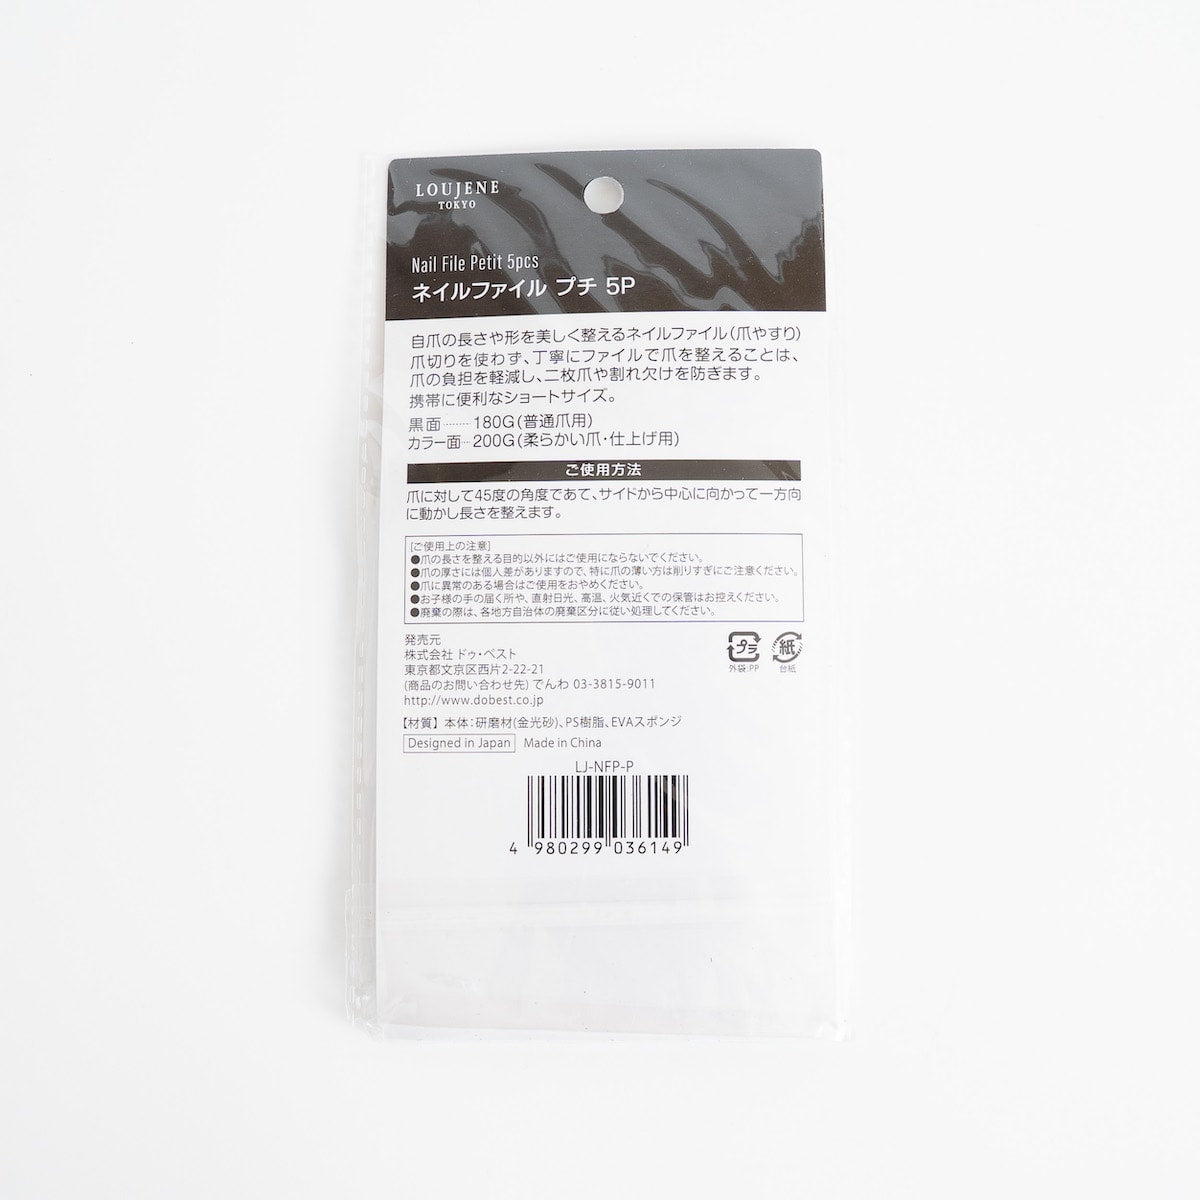 LOUJENE
TOKYO
Nail File Petit 5pcs
ネイルファイル プチ 5P
自爪の長さや形を美しく整えるネイルファイル(爪やすり)
爪切りを使わず、丁寧にファイルで爪を整えることは、
爪の負担を軽減し、二枚爪や割れ欠けを防ぎます。
携帯に便利なショートサイズ。
黒面········180G(普通爪用)
カラー面···200G(柔らかい爪・仕上げ用)
ご使用方法
爪に対して45度の角度であて、サイドから中心に向かって一方向
に動かし長さを整えます。
[ご使用上の注意]
●爪の長さを整える目的以外にはご使用にならないでください。
●爪の厚さには個人差がありますので、特に爪の薄い方は削りすぎにご注意ください。
●爪に異常のある場合はご使用をおやめください。
●お子様の手の届く所や、直射日光、高温、火気近くでの保管はお控えください。
●廃棄の際は、各地方自治体の廃棄区分に従い処理してください。
発売元
株式会社 ドゥ・ベスト
東京都文京区西片2-22-21
(商品のお問い合わせ先) でんわ 03-3815-9011
http://www.dobest.co.jp
プラ
外袋:PP
紙
台紙
【材質】本体：研磨材(金光砂)、PS樹脂、EVAスポンジ
Designed in Japan Made in China
LJ-NFP-P
4 980299 036149